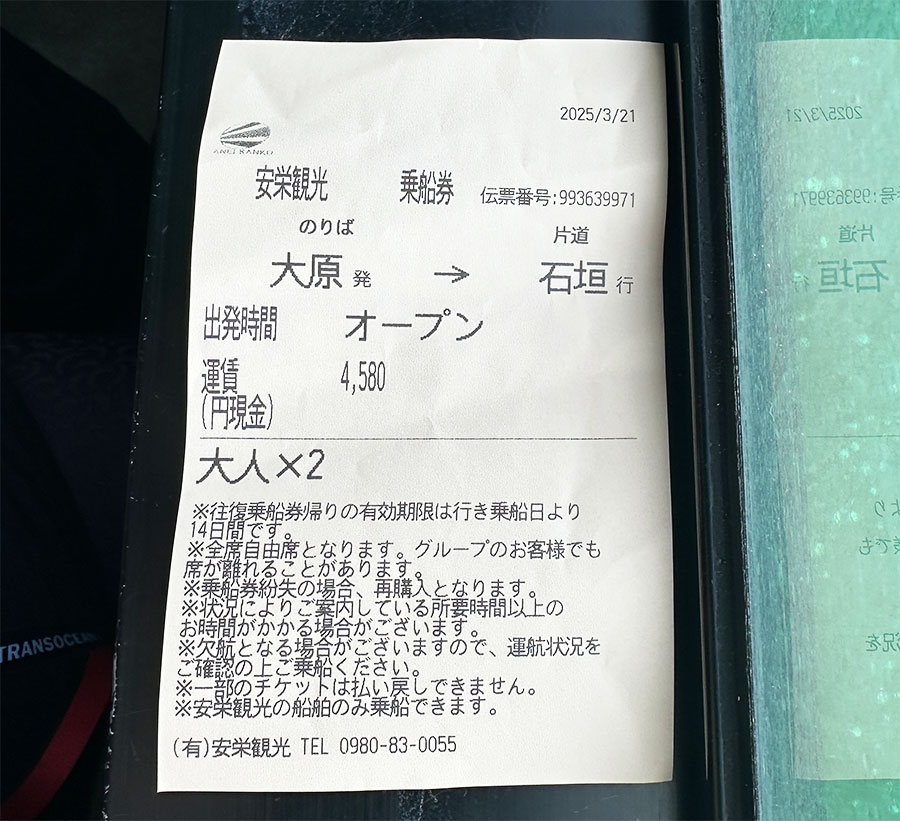 2025/3/21
ANEI KANKO
安栄観光 乗船券 伝票番号:993639971
のりば 片道
大原 発 → 石垣 行
出発時間 オープン
運賃 4,580
(円現金)
大人×2
※往復乗船券帰りの有効期限は行き乗船日より
14日間です。
※全席自由席となります。グループのお客様でも
席が離れることがあります。
※乗船券紛失の場合、再購入となります。
※状況によりご案内している所要時間以上の
お時間がかかる場合がございます。
※欠航となる場合がございますので、運航状況を
ご確認の上ご乗船ください。
※一部のチケットは払い戻しできません。
※安栄観光の船舶のみ乗船できます。
(有)安栄観光 TEL 0980-83-0055
TRANSOCEAN